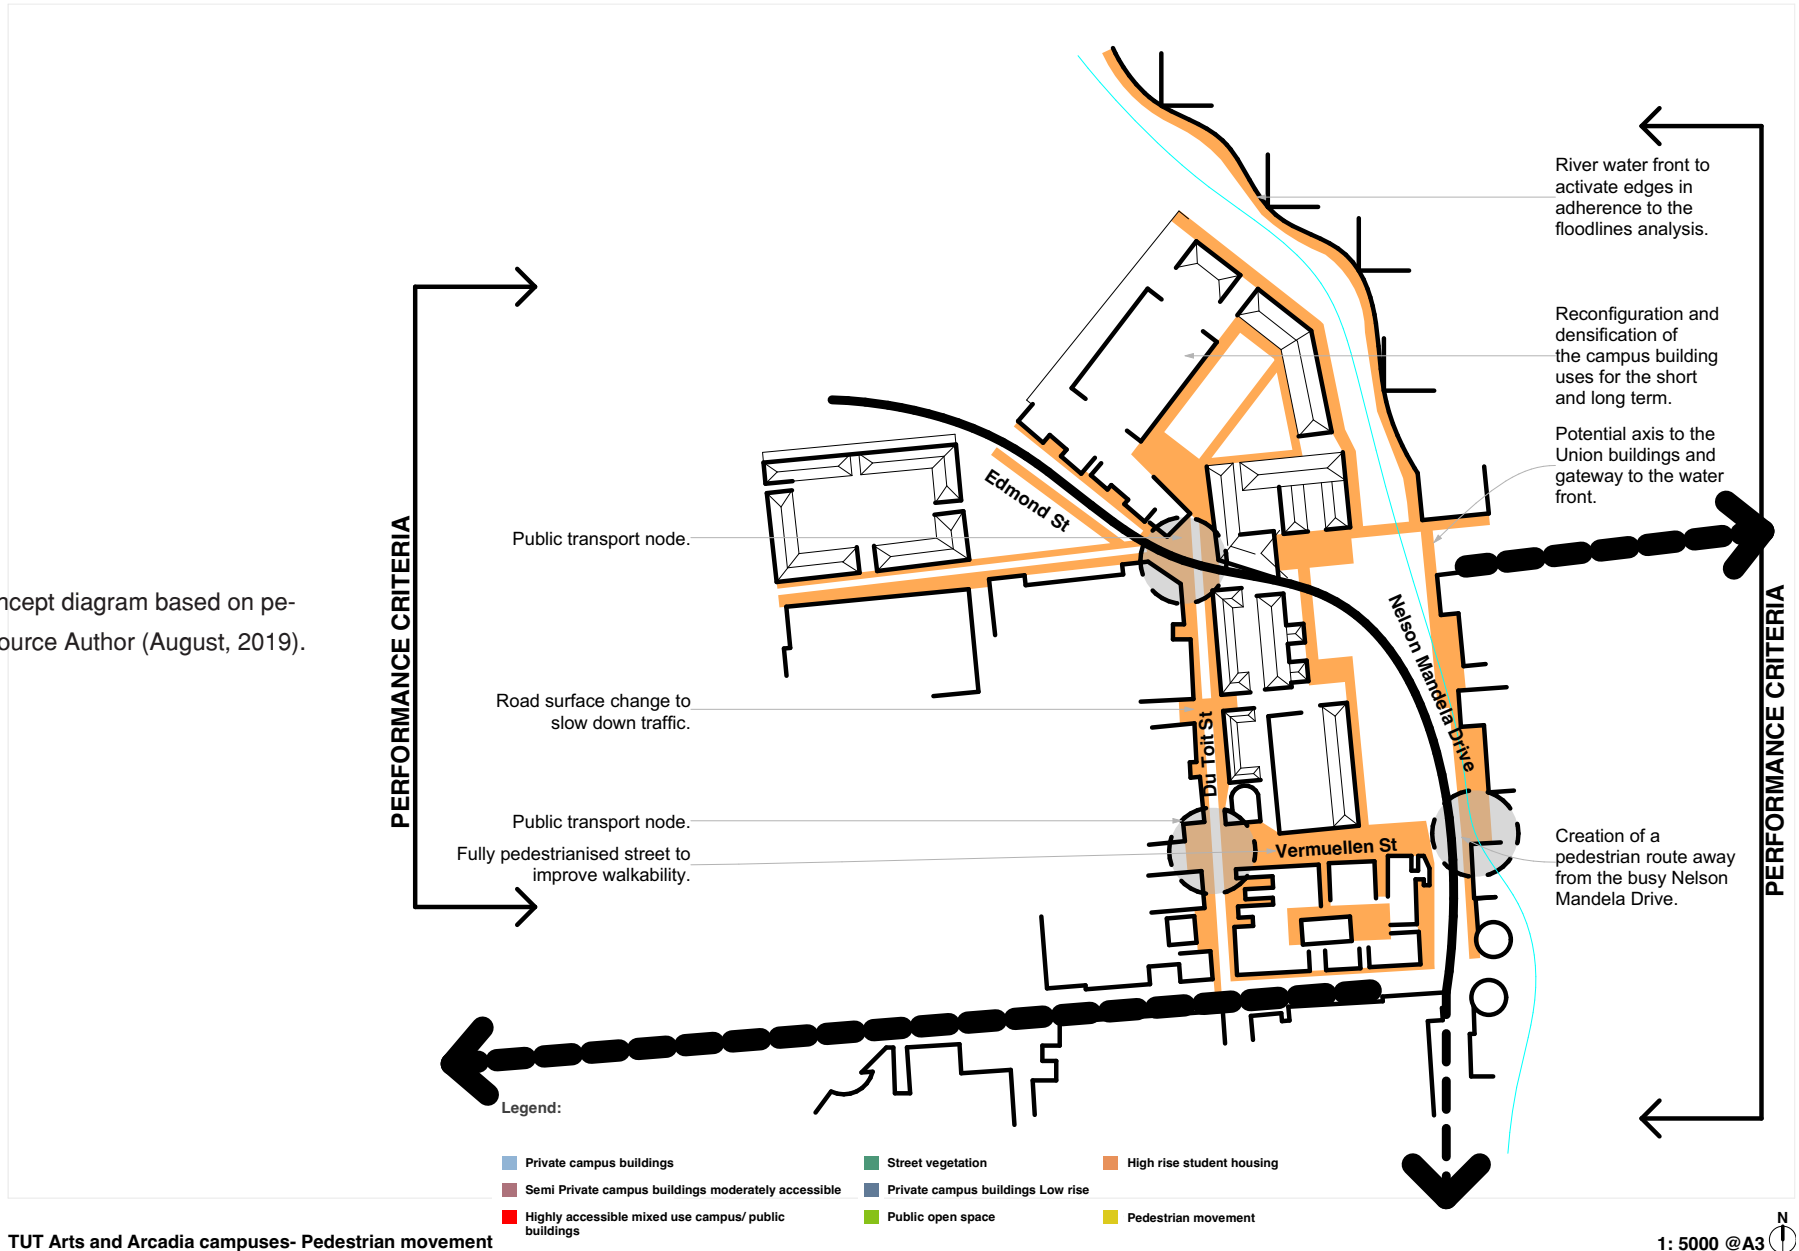 River water front to
activate edges in
adherence to the
floodlines analysis.
Reconfiguration and
densification of
the campus building
uses for the short
and long term.
Potential axis to the
Union buildings and
gateway to the water
front.
Edmond St
Public transport node.
ncept diagram based on pe-
ource Author (August, 2019).
PERFORMANCE CRITERIA
PERFORMANCE CRITERIA
Nelson Mandela Drive
Road surface change to
slow down traffic.
Du Toit St
Public transport node.
Fully pedestrianised street to
improve walkability.
Vermuellen St
Creation of a
pedestrian route away
from the busy Nelson
Mandela Drive.
Legend:
Private campus buildings
Semi Private campus buildings moderately accessible
Highly accessible mixed use campus/ public
buildings
Street vegetation
Private campus buildings Low rise
Public open space
High rise student housing
Pedestrian movement
TUT Arts and Arcadia campuses- Pedestrian movement
N
1: 5000 @A3